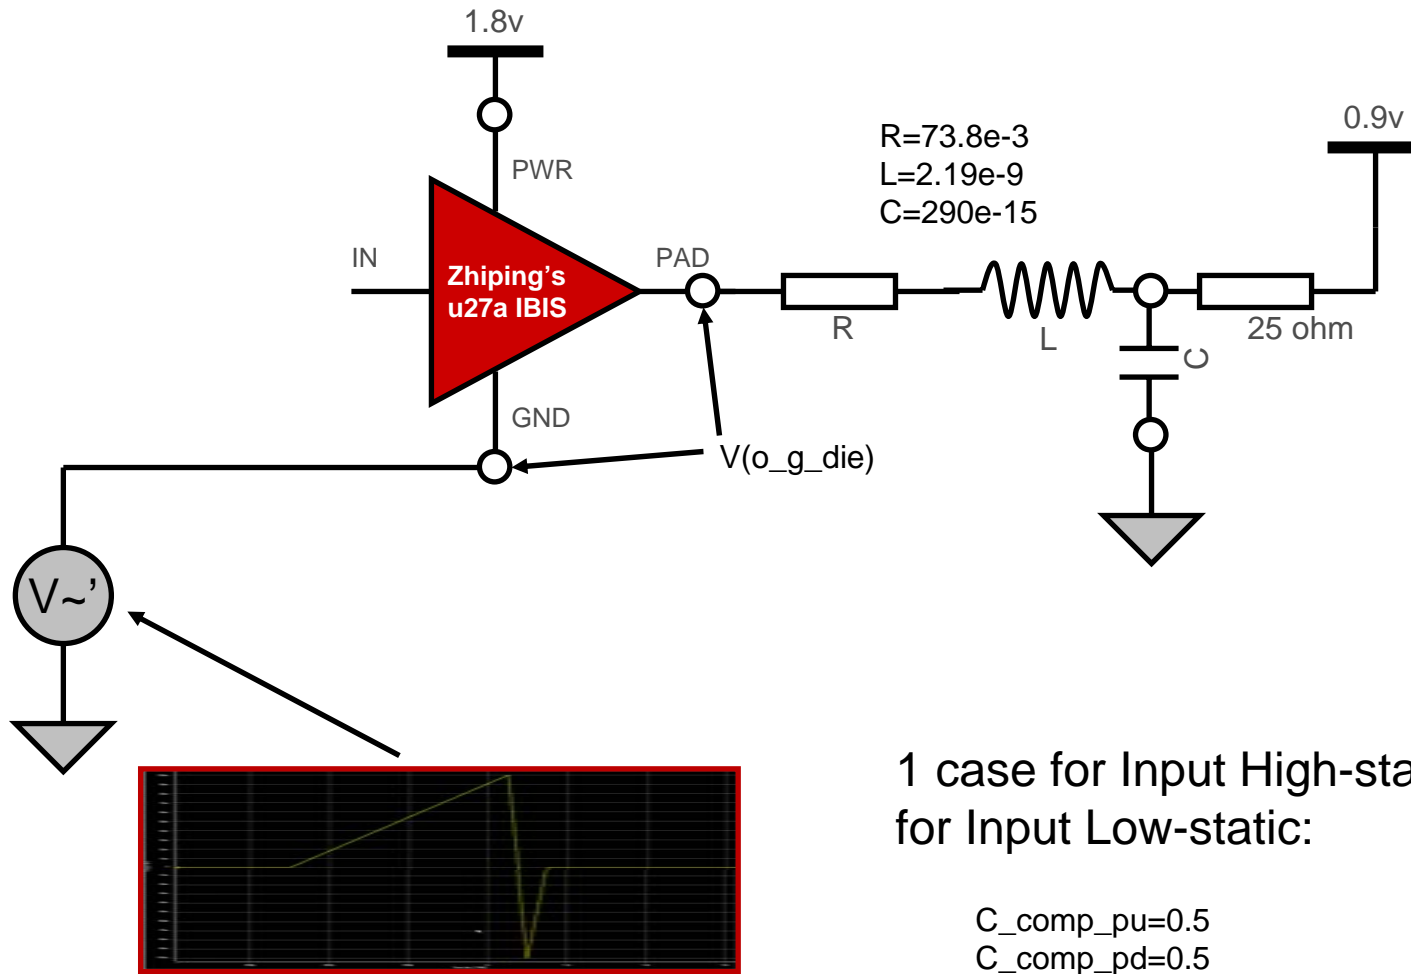 1.8v
0.9v
R=73.8e-3
L=2.19e-9
C=290e-15
PWR
IN
Zhiping’s
u27a IBIS
PAD
R
L
C
25 ohm
GND
V(o_g_die)
V~’
1 case for Input High-sta
for Input Low-static:
C_comp_pu=0.5
C_comp_pd=0.5